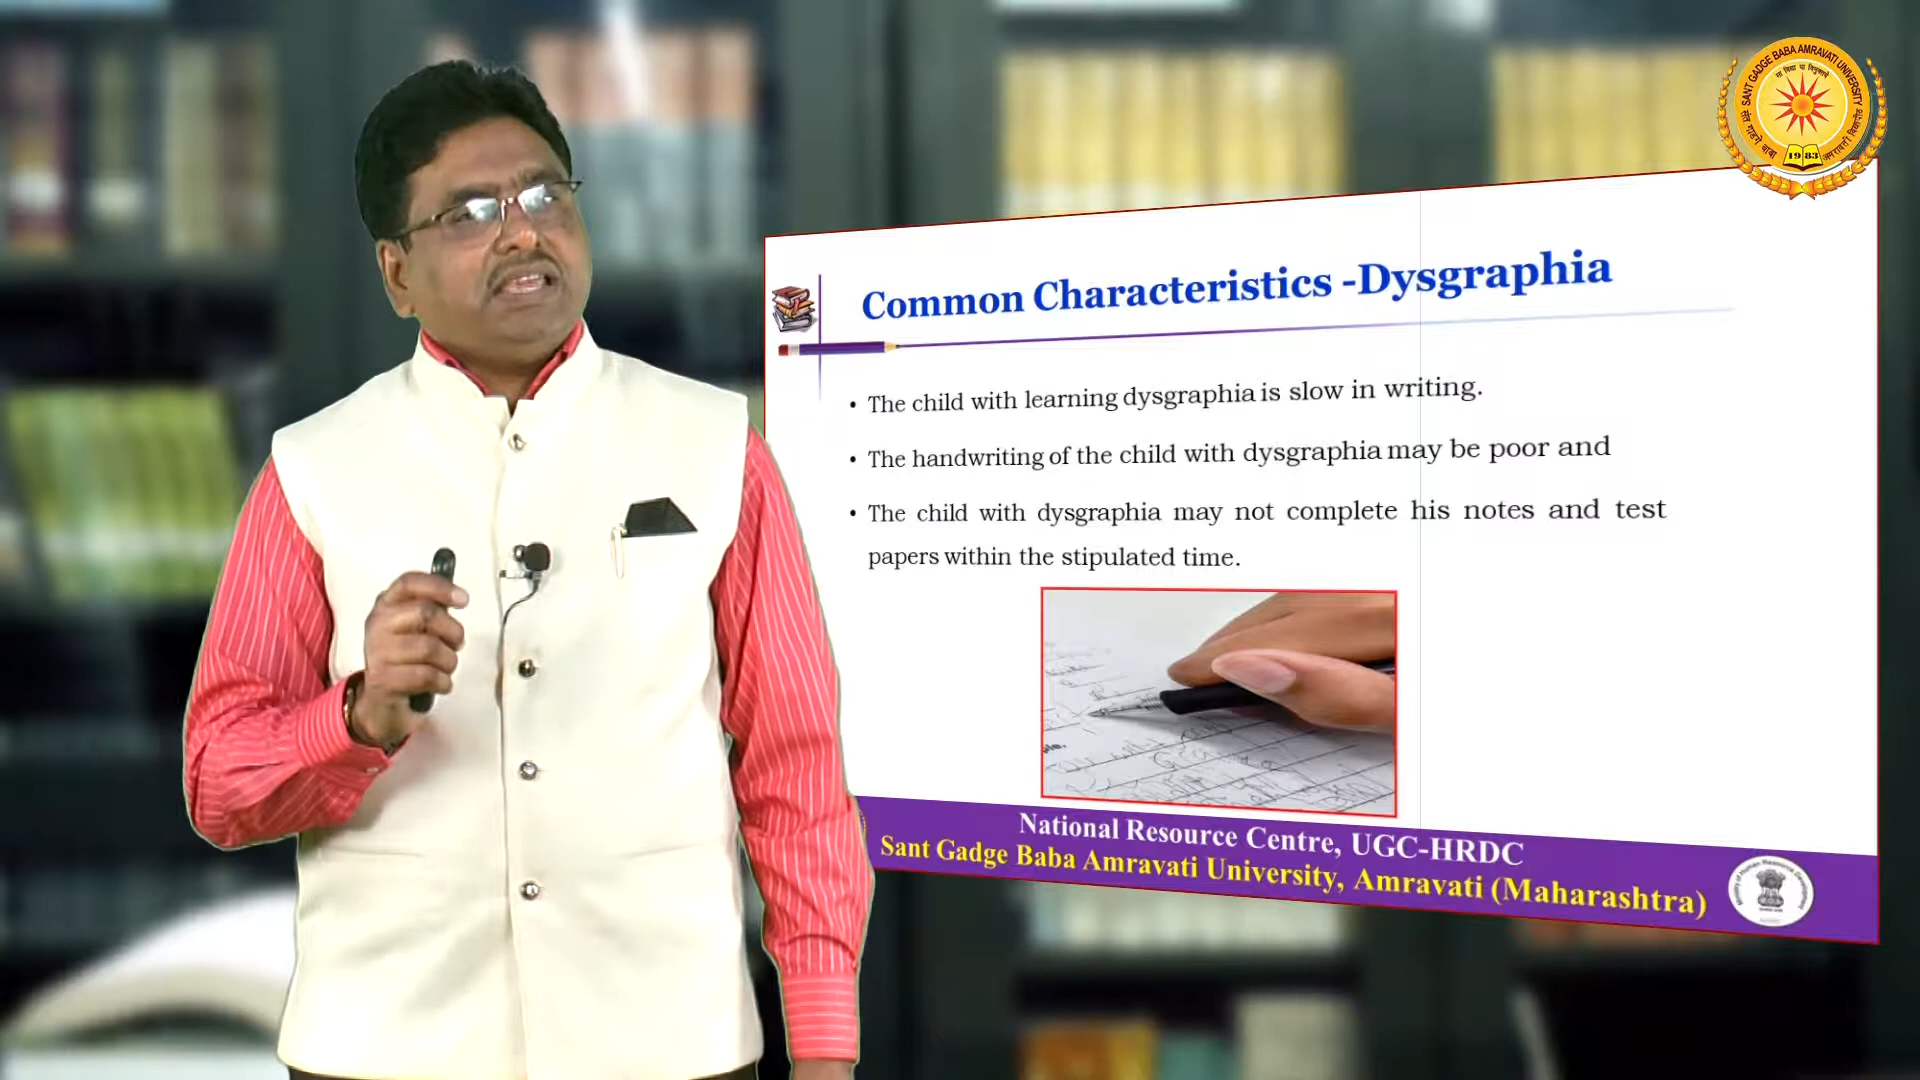 SANT GADGE BABA AMRAVATI UNIVERSITY
संत गाडगे बाबा अमरावती विद्यापीठ
1983
Common Characteristics -Dysgraphia
• The child with learning dysgraphia is slow in writing.
• The handwriting of the child with dysgraphia may be poor and
• The child with dysgraphia may not complete his notes and test
papers within the stipulated time.
National Resource Centre, UGC-HRDC
Sant Gadge Baba Amravati University, Amravati (Maharashtra)